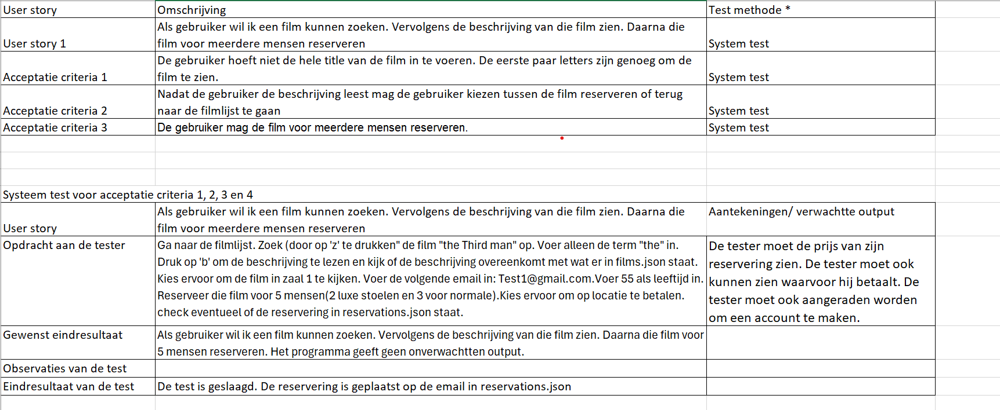 User story Omschrijving Test methode *
Als gebruiker wil ik een film kunnen zoeken. Vervolgens de beschrijving van die film zien. Daarna die
User story 1 film voor meerdere mensen reserveren System test
De gebruiker hoeft niet de hele title van de film in te voeren. De eerste paar letters zijn genoeg om de
Acceptatie criteria 1 film te zien. System test
Nadat de gebruiker de beschrijving leest mag de gebruiker kiezen tussen de film reserveren of terug
Acceptatie criteria 2 naar de filmlijst te gaan System test
Acceptatie criteria 3 De gebruiker mag de film voor meerdere mensen reserveren. System test
Systeem test voor acceptatie criteria 1, 2, 3 en 4
Als gebruiker wil ik een film kunnen zoeken. Vervolgens de beschrijving van die film zien. Daarna die Aantekeningen/ verwachtte output
User story film voor meerdere mensen reserveren
Opdracht aan de tester
Ga naar de filmlijst. Zoek (door op 'z' te drukken" de film "the Third man" op. Voer alleen de term "the" in.
Druk op 'b' om de beschrijving te lezen en kijk of de beschrijving overeenkomt met wat er in films.json staat.
Kies ervoor om de film in zaal 1 te kijken. Voer de volgende email in: Test1@gmail.com.Voer 55 als leeftijd in.
Reserveer die film voor 5 mensen(2 luxe stoelen en 3 voor normale).Kies ervoor om op locatie te betalen.
check eventueel of de reservering in reservations.json staat.
De tester moet de prijs van zijn
reservering zien. De tester moet ook
kunnen zien waarvoor hij betaalt. De
tester moet ook aangeraden worden
om een account te maken.
Gewenst eindresultaat
Als gebruiker wil ik een film kunnen zoeken. Vervolgens de beschrijving van die film zien. Daarna die film voor
5 mensen reserveren. Het programma geeft geen onverwachtten output.
Observaties van de test
Eindresultaat van de test De test is geslaagd. De reservering is geplaatst op de email in reservations.json